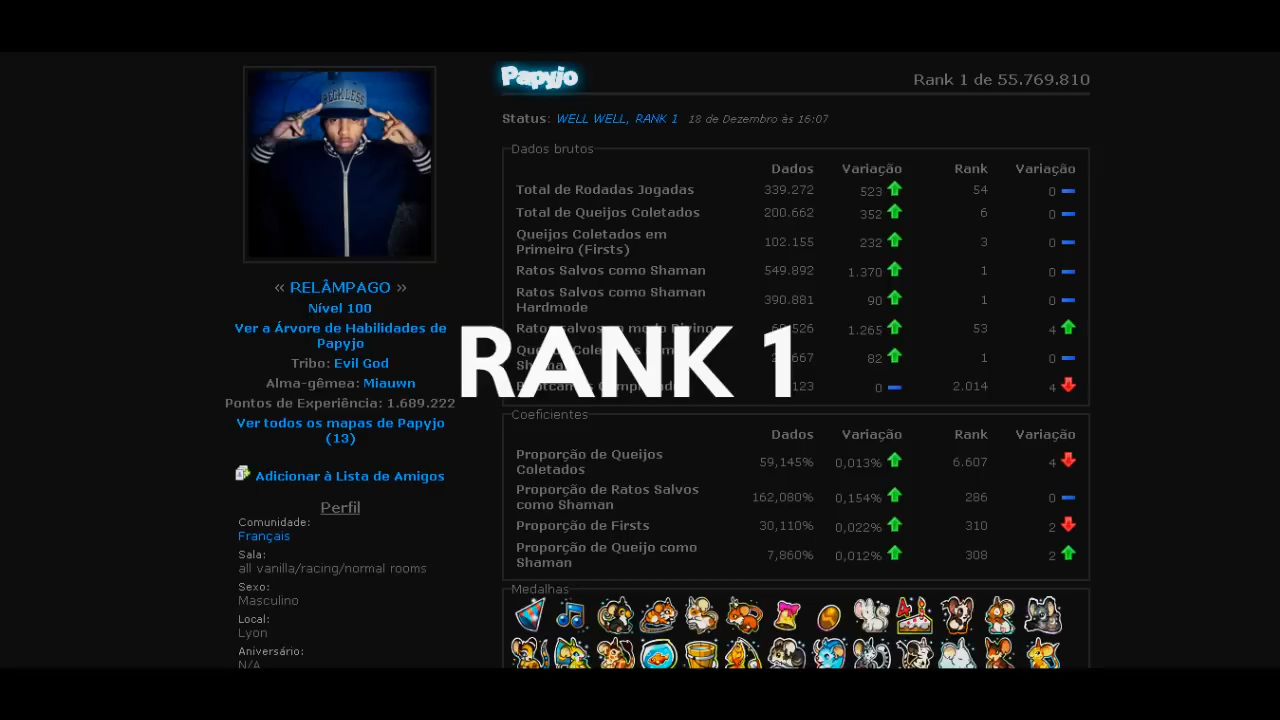 RECKLESS
Papyjo
Rank 1 de 55.769.810
Status: WELL WELL, RANK 1 18 de Dezembro às 16:07
Dados brutos
Dados Variação Rank Variação
Total de Rodadas Jogadas 339.272 523 54 0
Total de Queijos Coletados 200.662 352 6 0
Queijos Coletados em
Primeiro (Firsts) 102.155 232 3 0
Ratos Salvos como Shaman 549.892 1.370 1 0
Ratos Salvos como Shaman
Hardmode 390.881 90 1 0
Ratos salvos modo Divino 526 1.265 53 4
667 82 1 0
123 0 2.014 4
RANK 1
Coeficientes
Dados Variação Rank Variação
Proporção de Queijos
Coletados 59,145% 0,013% 6.607 4
Proporção de Ratos Salvos
como Shaman 162,080% 0,154% 286 0
Proporção de Firsts 30,110% 0,022% 310 2
Proporção de Queijo como
Shaman 7,860% 0,012% 308 2
Medalhas
« RELÂMPAGO »
Nível 100
Ver a Árvore de Habilidades de
Papyjo
Tribo: Evil God
Alma-gêmea: Miauwn
Pontos de Experiência: 1.689.222
Ver todos os mapas de Papyjo
(13)
Adicionar à Lista de Amigos
Perfil
Comunidade:
Français
Sala:
all vanilla/racing/normal rooms
Sexo:
Masculino
Local:
Lyon
Aniversário:
N/A